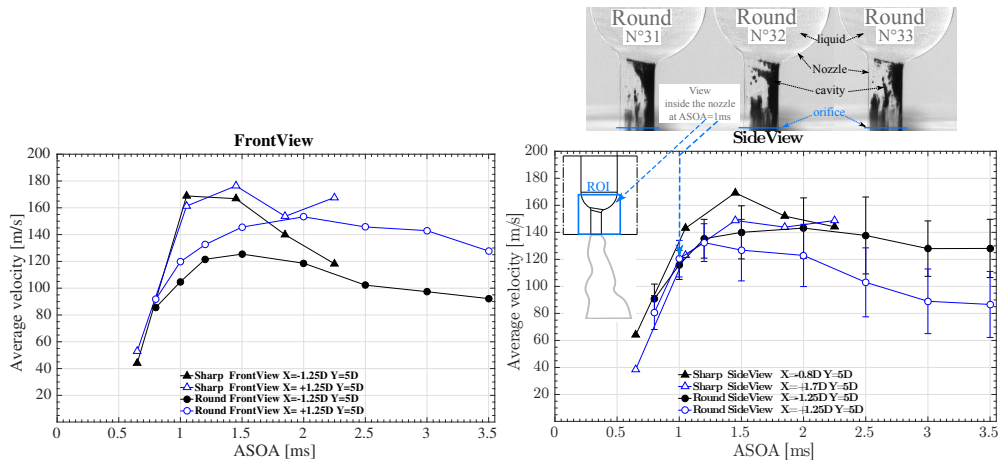 Round
N°31
Round
N°32
Round
N°33
liquid
Nozzle
cavity
orifice
View
inside the nozzle
at ASOA=1ms
FrontView
200
180
160
140
120
100
80
60
40
20
0
0.5
1
1.5
2
2.5
3
3.5
Average velocity [m/s]
ASOA [ms]
Sharp FrontView X=-1.25D Y=5D
Sharp FrontView X=+1.25D Y=5D
Round FrontView X=-1.25D Y=5D
Round FrontView X=+1.25D Y=5D
SideView
ROI
200
180
160
140
120
100
80
60
40
20
0
0.5
1
1.5
2
2.5
3
3.5
Average velocity [m/s]
ASOA [ms]
Sharp SideView X=-0.8D Y=5D
Sharp SideView X=+1.7D Y=5D
Round SideView X=-1.25D Y=5D
Round SideView X=+1.25D Y=5D